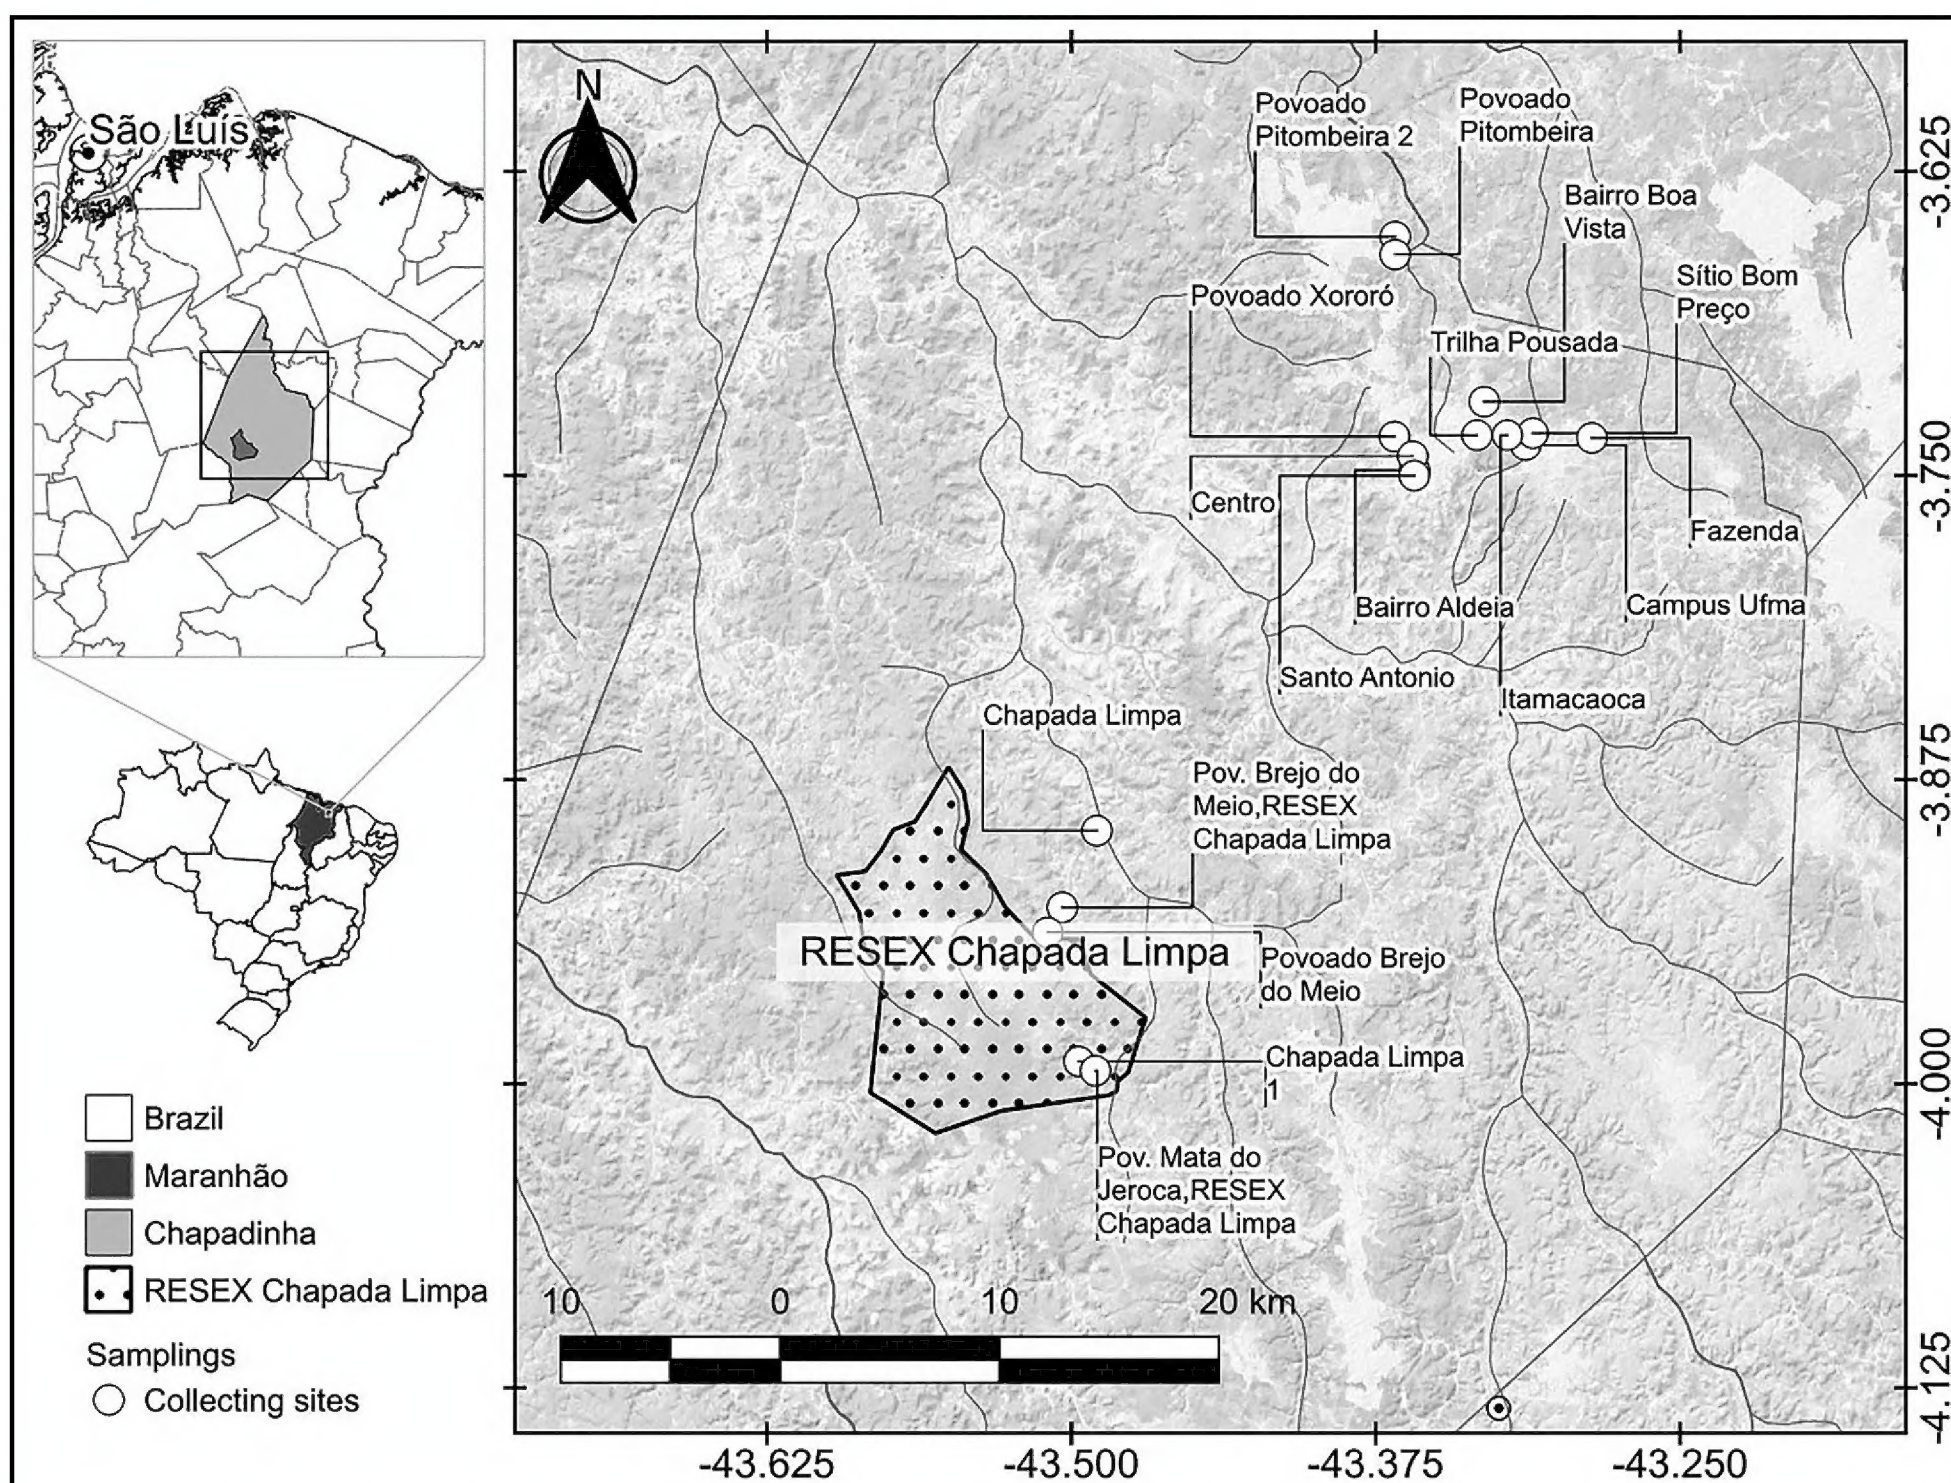 São Luís
N
Povoado
Pitombeira 2
Povoado
Pitombeira
Bairro Boa
Vista
Sítio Bom
Preço
Povoado Xororó
Trilha Pousada
Centro
Fazenda
Bairro Aldeia
Campus Ufma
Santo Antonio
Itamacaoca
Chapada Limpa
Pov. Brejo do
Meio,RESEX
Chapada Limpa
RESEX Chapada Limpa
Povoado Brejo
do Meio
Chapada Limpa
1
Pov. Mata do
Jeroca,RESEX
Chapada Limpa
10 0 10 20 km
-3.625
-3.750
-3.875
-4.000
-4.125
-43.625 -43.500 -43.375 -43.250
Brazil
Maranhão
Chapadinha
RESEX Chapada Limpa
Samplings
Collecting sites